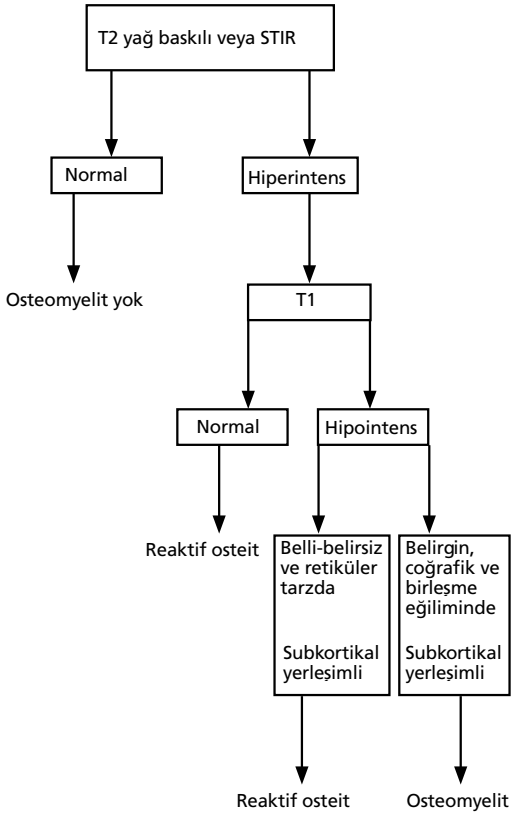 T2 yağ baskılı veya STIR
Normal
Hiperintens
Osteomyelit yok
T1
Normal
Hipointens
Reaktif osteit
Belli-belirsiz
ve retiküler
tarzda
Subkortikal
yerleşimli
Belirgin,
coğrafik ve
birleşme
eğiliminde
Subkortikal
yerleşimli
Reaktif osteit
Osteomyelit